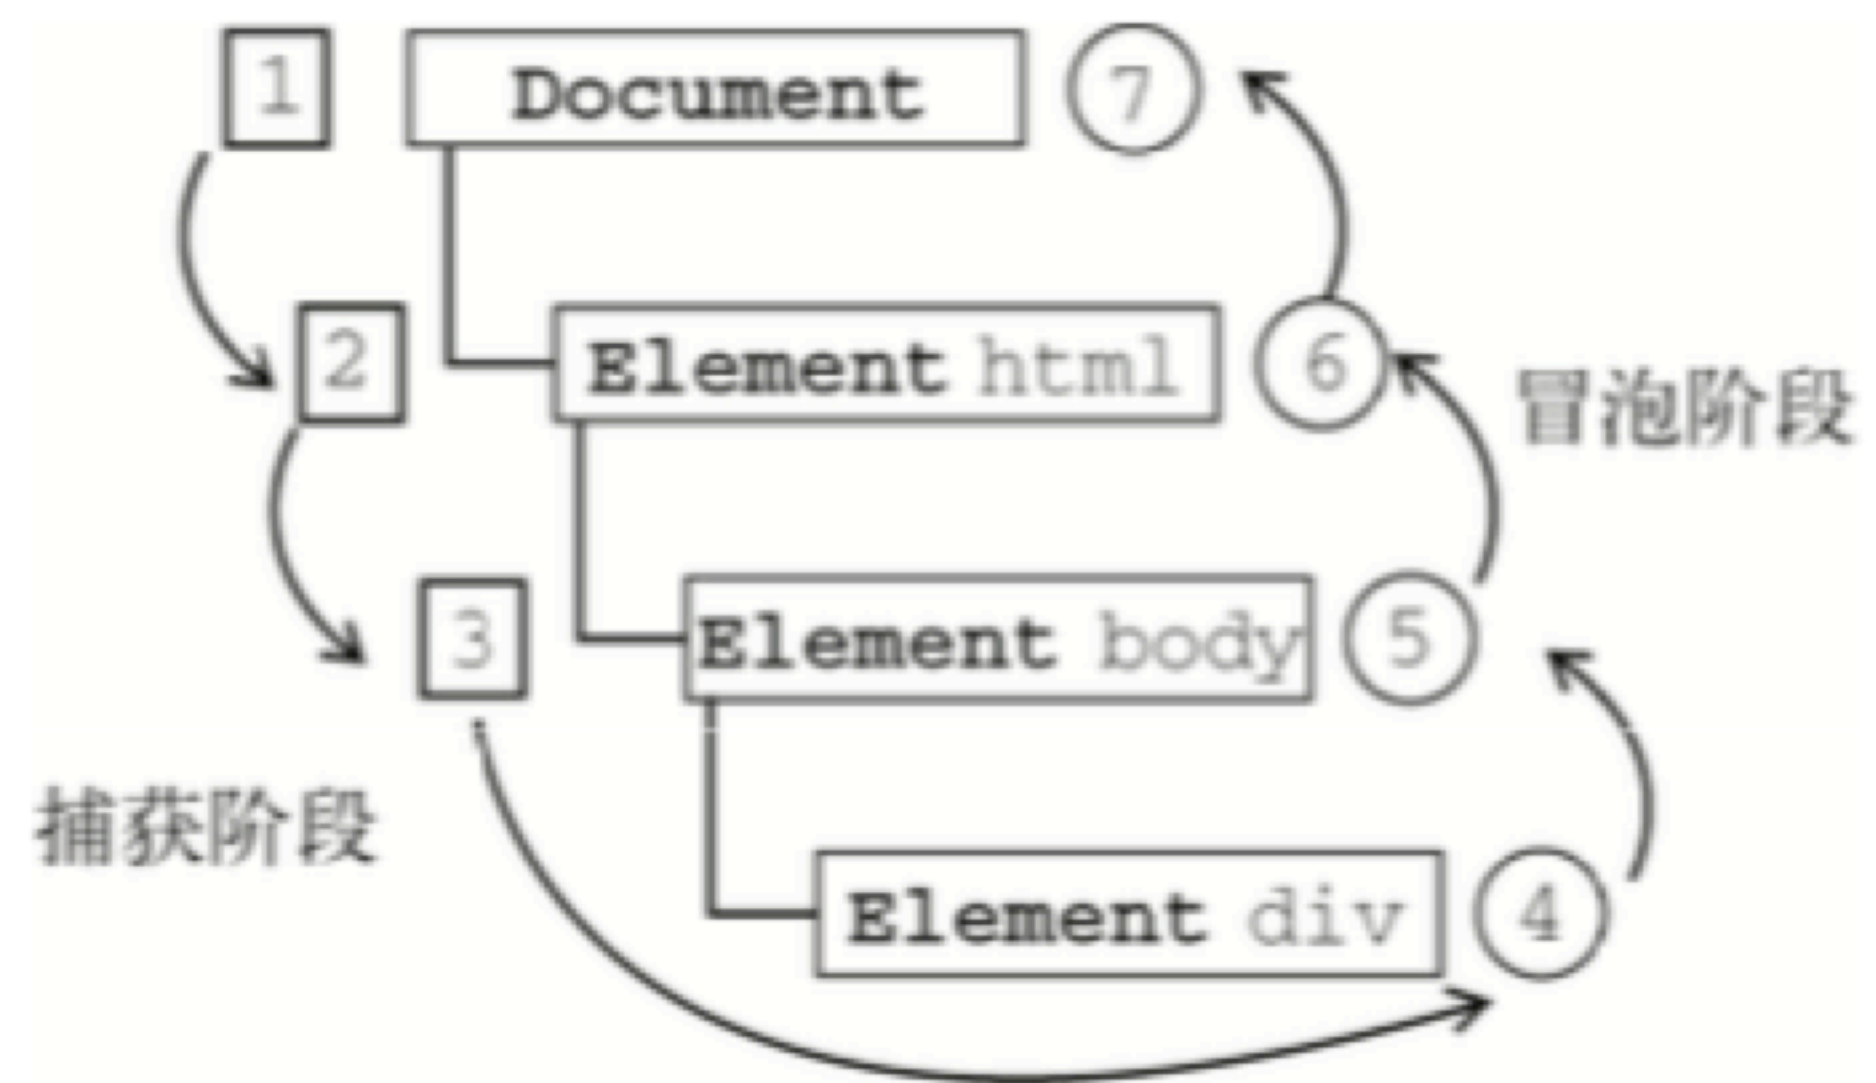 1 Document 7
2 Element html 6
冒泡阶段
3 Element body 5
捕获阶段
Element div 4